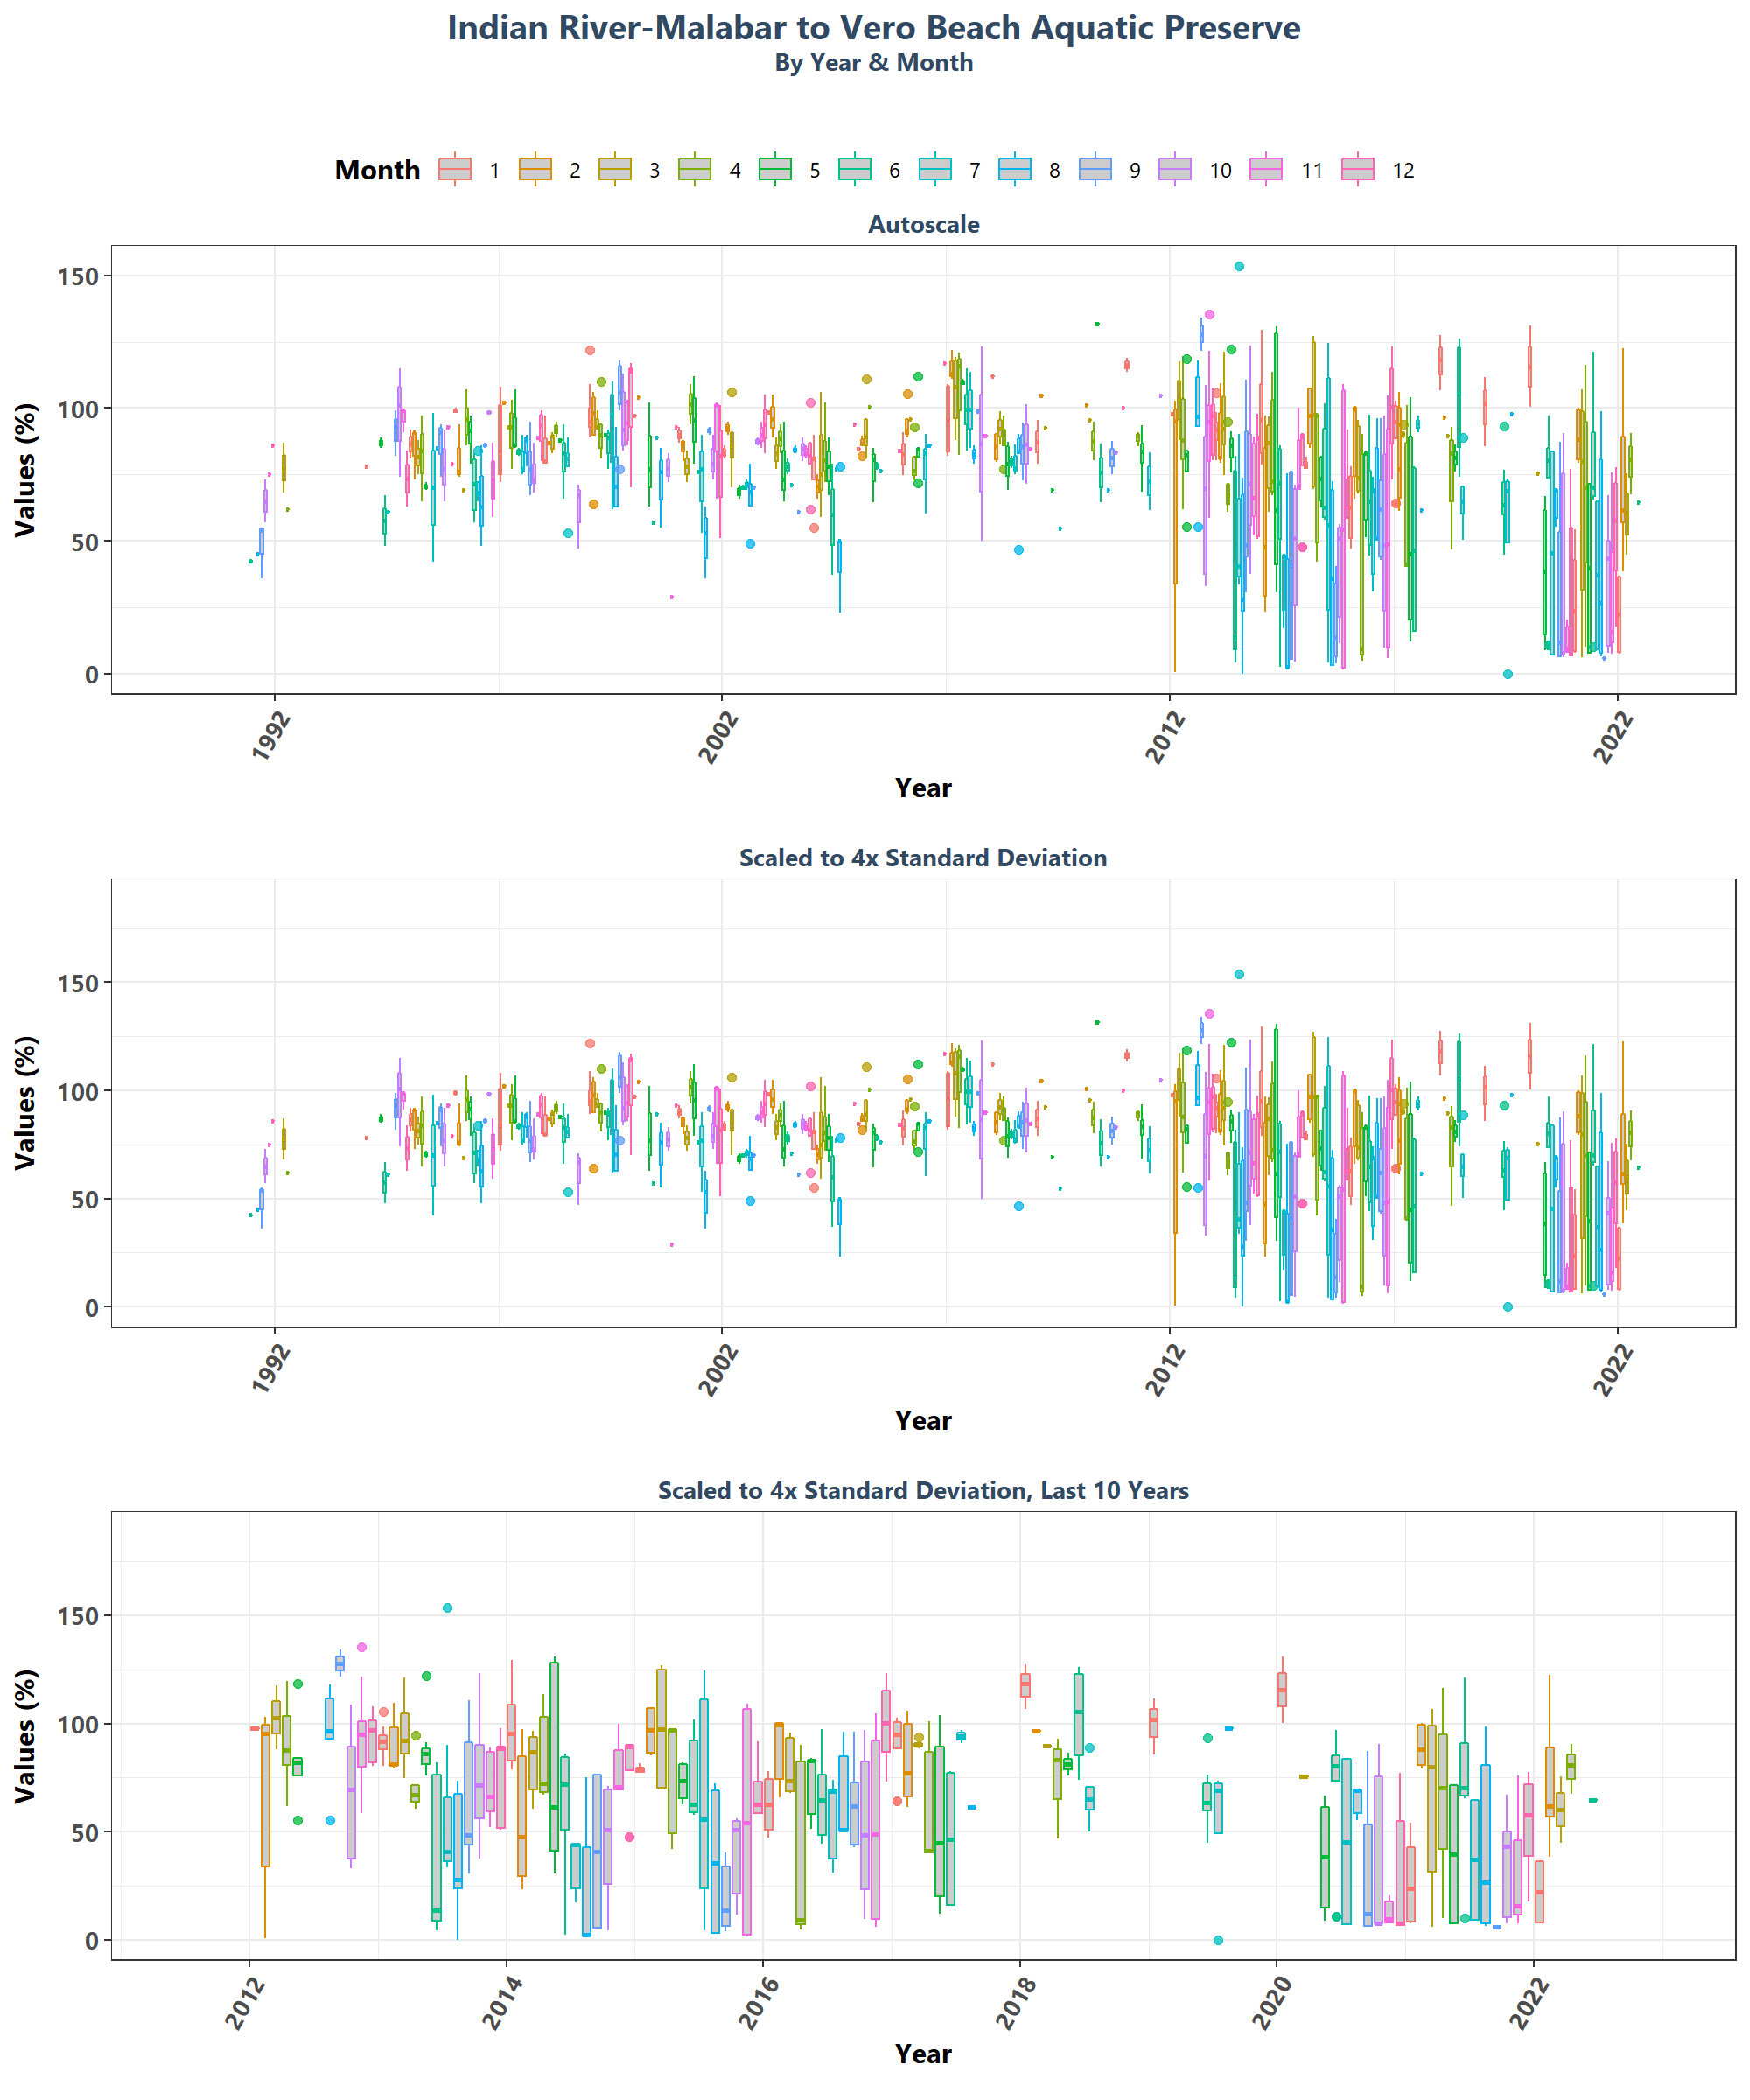 Indian River-Malabar to Vero Beach Aquatic Preserve
By Year & Month
Month 1 2 3 4 5 6 7 8 9 10 11 12
Autoscale
Values (%)
150
100
50
0
1992 2002 2012 2022
Year
Scaled to 4x Standard Deviation
Values (%)
150
100
50
0
1992 2002 2012 2022
Year
Scaled to 4x Standard Deviation, Last 10 Years
Values (%)
150
100
50
0
2012 2014 2016 2018 2020 2022
Year